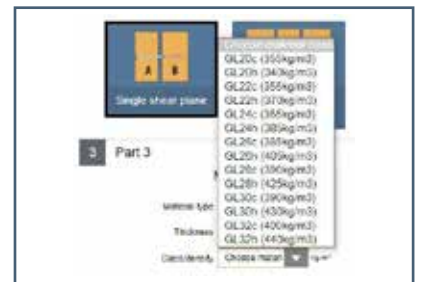 A B
Single shear plane
3 Part 3
GL20c (355kg/m3)
GL20h (340kg/m3)
GL22c (355kg/m3)
GL22h (370kg/m3)
GL24c (365kg/m3)
GL24h (385kg/m3)
GL26c (385kg/m3)
GL26h (405kg/m3)
GL28c (390kg/m3)
GL28h (425kg/m3)
GL30c (390kg/m3)
GL30h (430kg/m3)
GL32c (400kg/m3)
GL32h (440kg/m3)
Material type
Thickness
Class/density